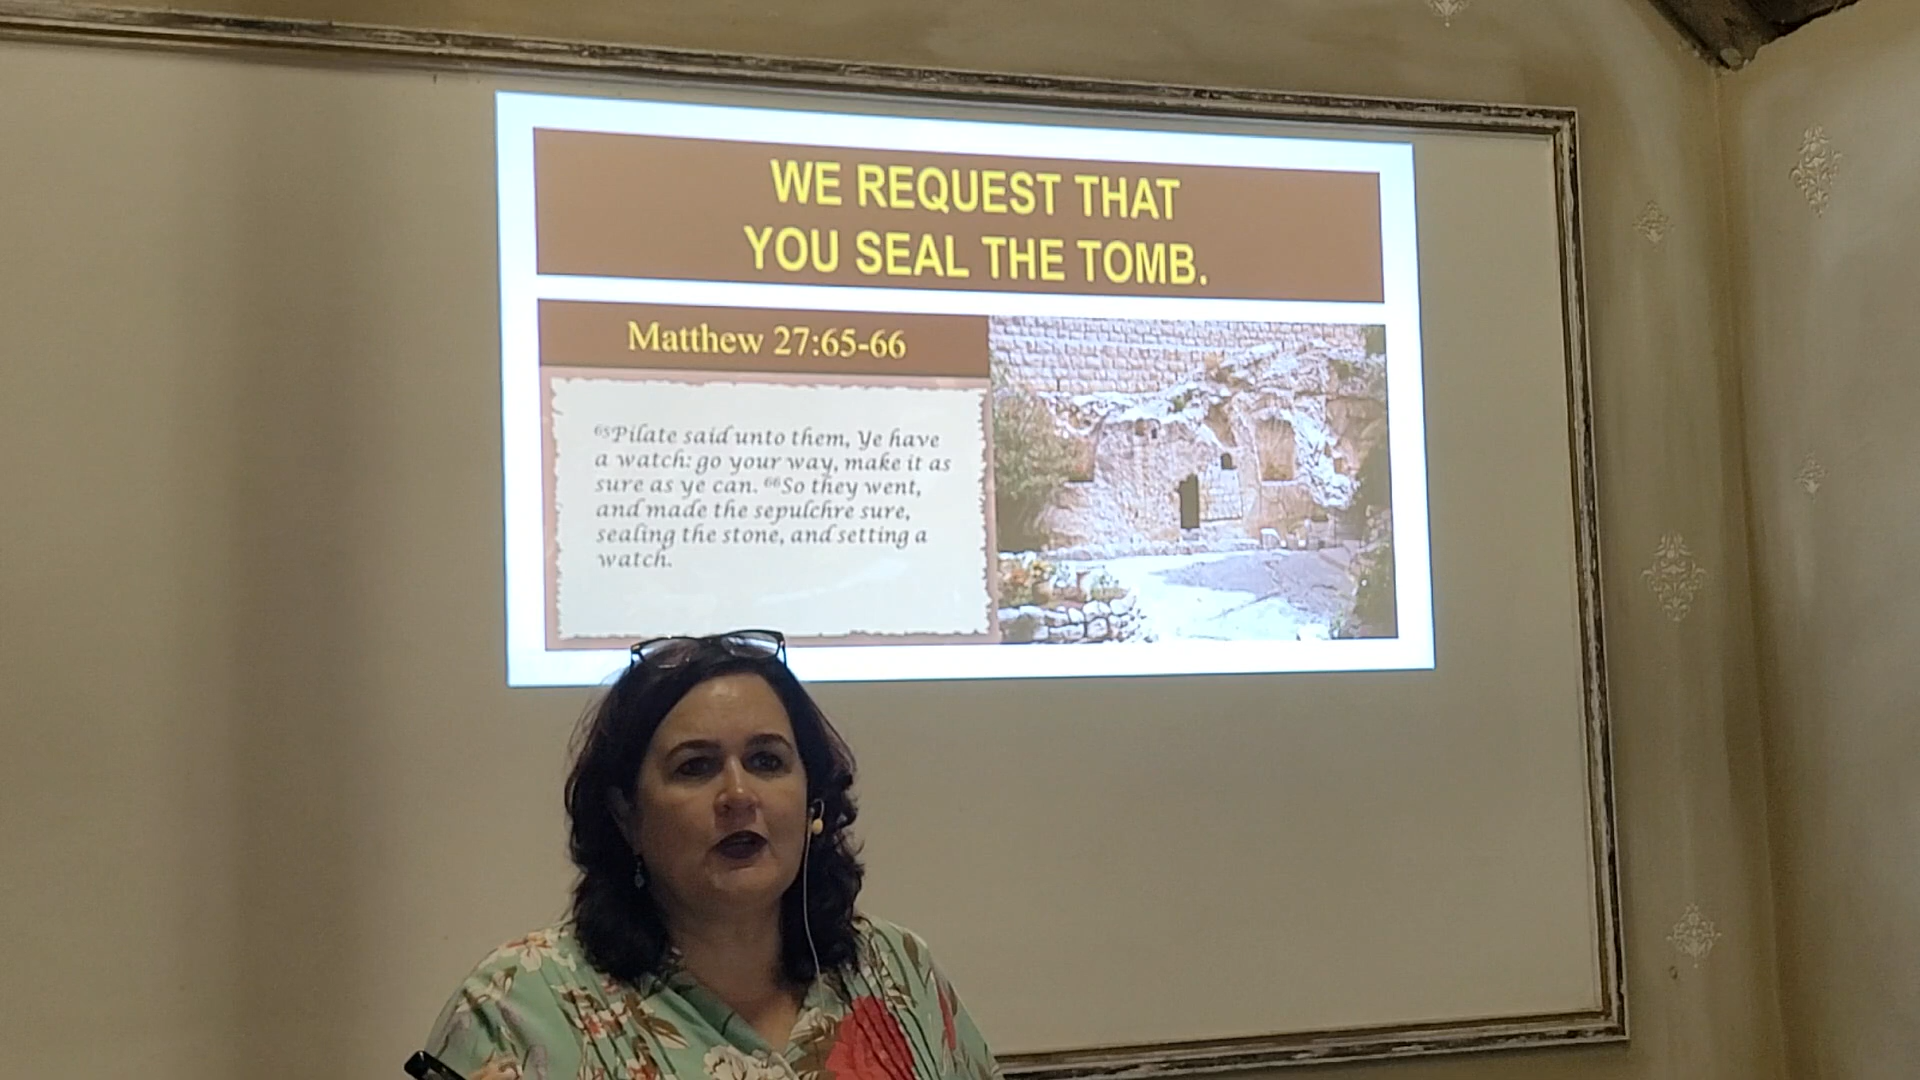 WE REQUEST THAT
YOU SEAL THE TOMB.
Matthew 27:65-66
⁶⁵Pilate said unto them, Ye have
a watch: go your way, make it as
sure as ye can. ⁶⁶So they went,
and made the sepulchre sure,
sealing the stone, and setting a
watch.